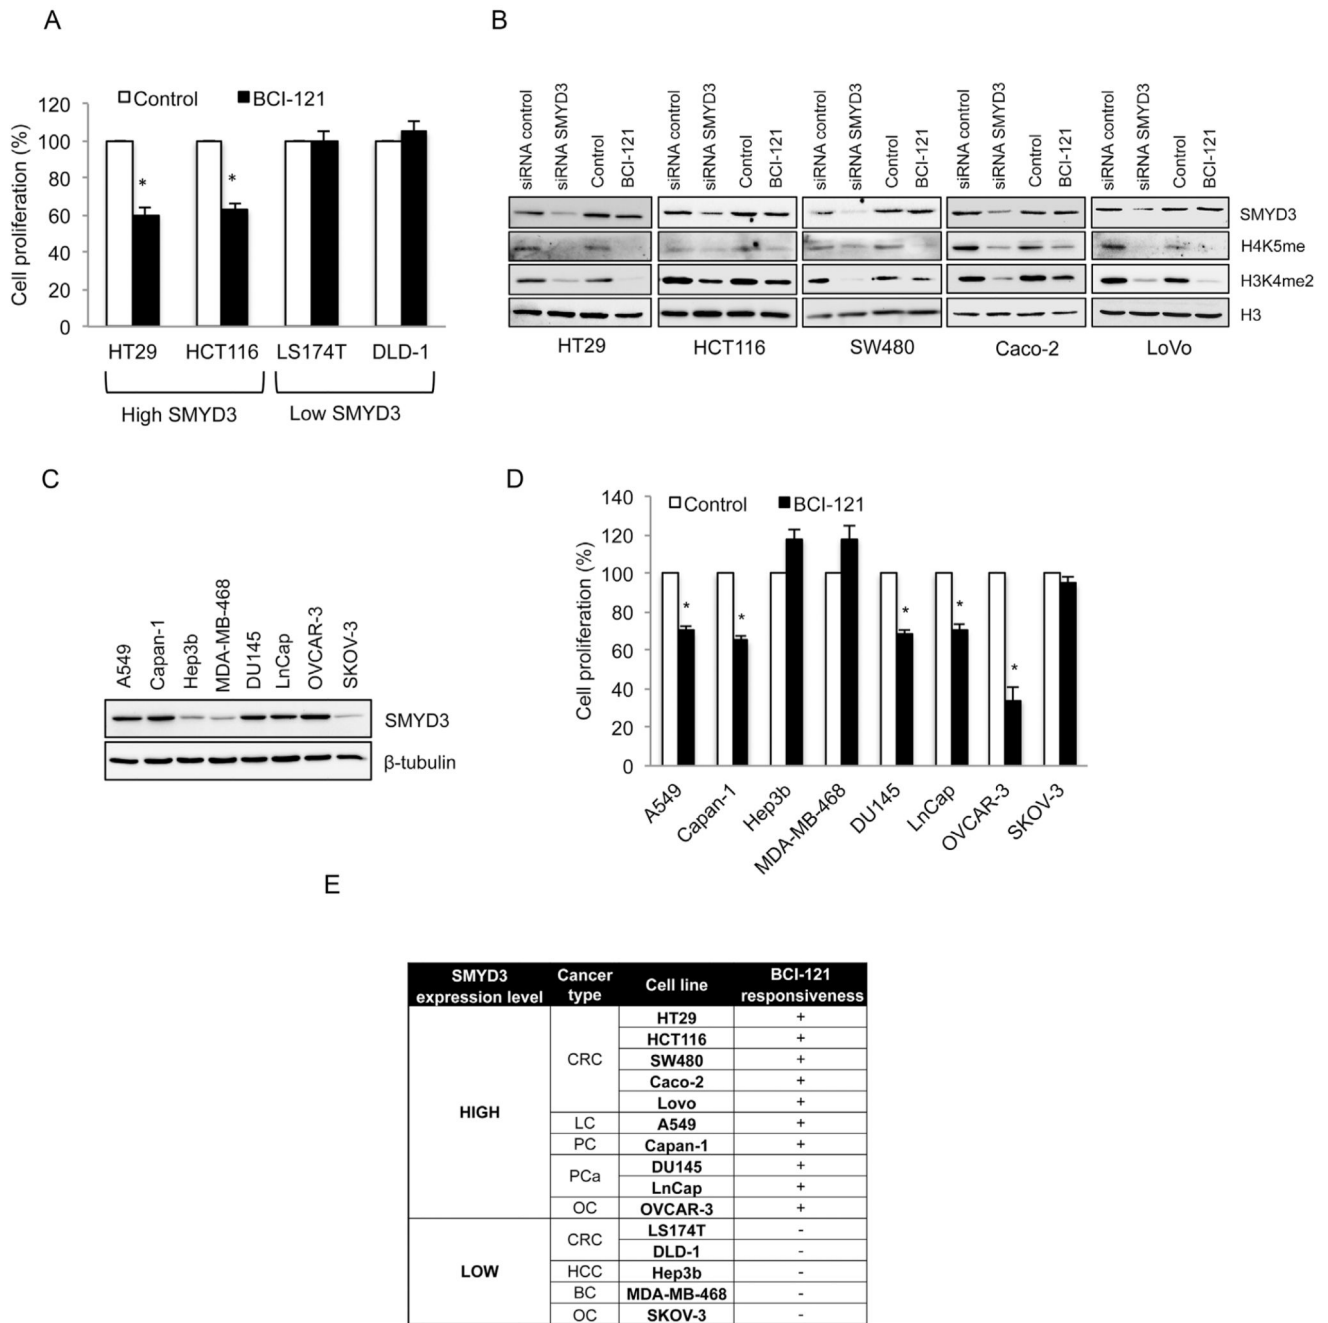 A
Control BCI-121
Cell proliferation (%)
120
100
80
60
40
20
0
* *
HT29 HCT116 LS174T DLD-1
High SMYD3 Low SMYD3
B
siRNA control siRNA SMYD3 Control BCI-121 siRNA control siRNA SMYD3 Control BCI-121 siRNA control siRNA SMYD3 Control BCI-121 siRNA control siRNA SMYD3 Control BCI-121 siRNA control siRNA SMYD3 Control BCI-121
SMYD3
H4K5me
H3K4me2
H3
HT29 HCT116 SW480 Caco-2 LoVo
C
A549 Capan-1 Hep3b MDA-MB-468 DU145 LnCap OVCAR-3 SKOV-3
SMYD3
β-tubulin
D
Control BCI-121
Cell proliferation (%)
140
120
100
80
60
40
20
0
* * * * *
A549 Capan-1 Hep3b MDA-MB-468 DU145 LnCap OVCAR-3 SKOV-3
E
SMYD3 Cancer BCI-121
expression level type Cell line responsiveness
HIGH CRC HT29 +
HCT116 +
SW480 +
Caco-2 +
Lovo +
LC A549 +
PC Capan-1 +
PCa DU145 +
LnCap +
OC OVCAR-3 +
LOW CRC LS174T -
DLD-1 -
HCC Hep3b -
BC MDA-MB-468 -
OC SKOV-3 -